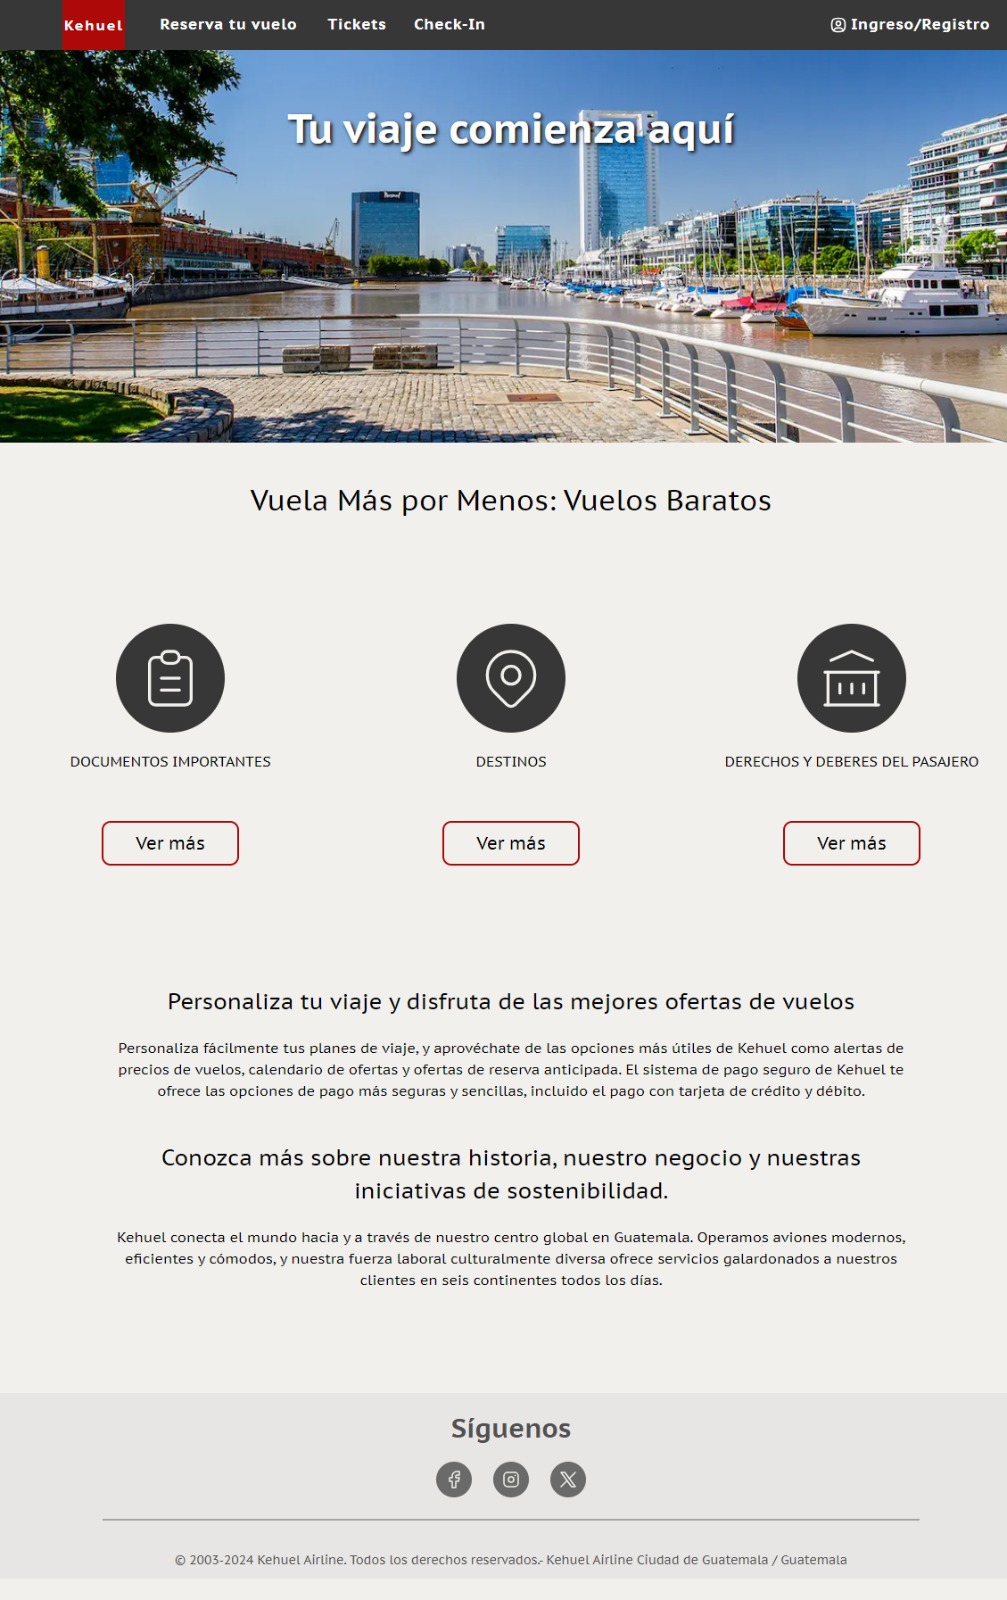 Kehuel
Reserva tu vuelo
Tickets
Check-In
Ingreso/Registro
Tu viaje comienza aquí
Vuela Más por Menos: Vuelos Baratos
DOCUMENTOS IMPORTANTES
DESTINOS
DERECHOS Y DEBERES DEL PASAJERO
Ver más
Ver más
Ver más
Personaliza tu viaje y disfruta de las mejores ofertas de vuelos
Personaliza fácilmente tus planes de viaje, y aprovéchate de las opciones más útiles de Kehuel como alertas de
precios de vuelos, calendario de ofertas y ofertas de reserva anticipada. El sistema de pago seguro de Kehuel te
ofrece las opciones de pago más seguras y sencillas, incluido el pago con tarjeta de crédito y débito.
Conozca más sobre nuestra historia, nuestro negocio y nuestras
iniciativas de sostenibilidad.
Kehuel conecta el mundo hacia y a través de nuestro centro global en Guatemala. Operamos aviones modernos,
eficientes y cómodos, y nuestra fuerza laboral culturalmente diversa ofrece servicios galardonados a nuestros
clientes en seis continentes todos los días.
Síguenos
© 2003-2024 Kehuel Airline. Todos los derechos reservados.- Kehuel Airline Ciudad de Guatemala / Guatemala